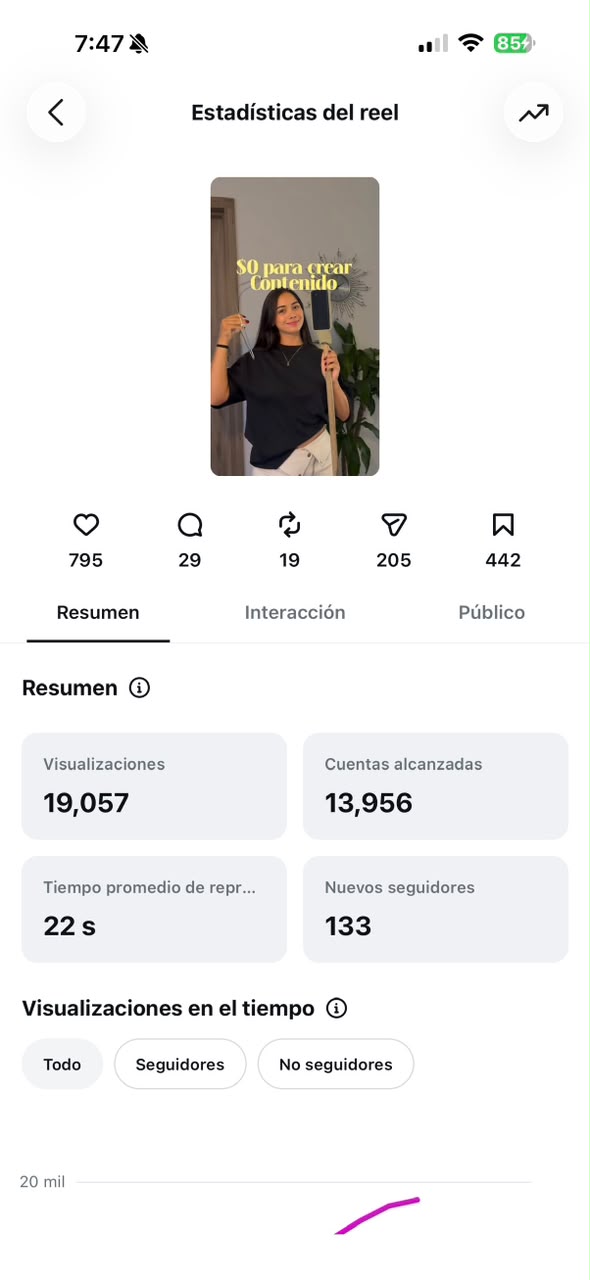 7:47
85
Estadísticas del reel
$0 para crear
Contenido
795 29 19 205 442
Resumen Interacción Público
Resumen
Visualizaciones Cuentas alcanzadas
19,057 13,956
Tiempo promedio de repr... Nuevos seguidores
22 s 133
Visualizaciones en el tiempo
Todo Seguidores No seguidores
20 mil